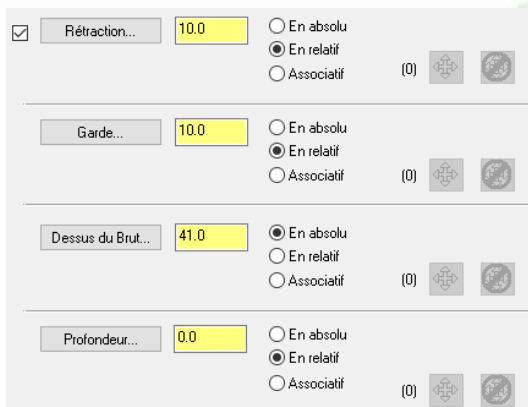 Rétraction... 10.0 En absolu
En relatif
Associatif (0)
Garde... 10.0 En absolu
En relatif
Associatif (0)
Dessus du Brut... 41.0 En absolu
En relatif
Associatif (0)
Profondeur... 0.0 En absolu
En relatif
Associatif (0)